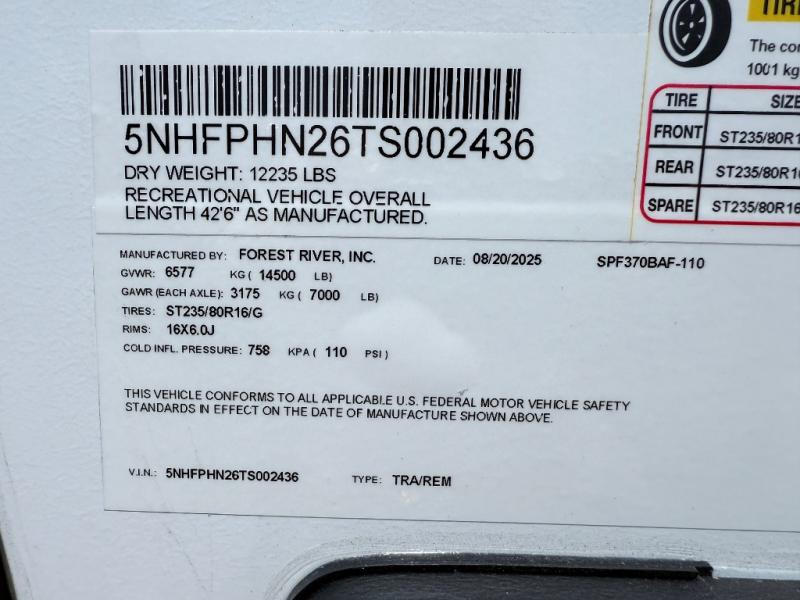 5NHFPHN26TS002436
DRY WEIGHT: 12235 LBS
RECREATIONAL VEHICLE OVERALL
LENGTH 42'6" AS MANUFACTURED.
TIRE
The
1001 kg
TIRE SIZE
FRONT ST235/80R1
REAR ST235/80R16
SPARE ST235/80R16
MANUFACTURED BY: FOREST RIVER, INC. DATE: 08/20/2025 SPF370BAF-110
GVWR: 6577 KG ( 14500 LB)
GAWR (EACH AXLE): 3175 KG ( 7000 LB)
TIRES: ST235/80R16/G
RIMS: 16X6.0J
COLD INFL. PRESSURE: 758 KPA ( 110 PSI)
THIS VEHICLE CONFORMS TO ALL APPLICABLE U.S. FEDERAL MOTOR VEHICLE SAFETY
STANDARDS IN EFFECT ON THE DATE OF MANUFACTURE SHOWN ABOVE.
V.I.N.: 5NHFPHN26TS002436 TYPE: TRA/REM